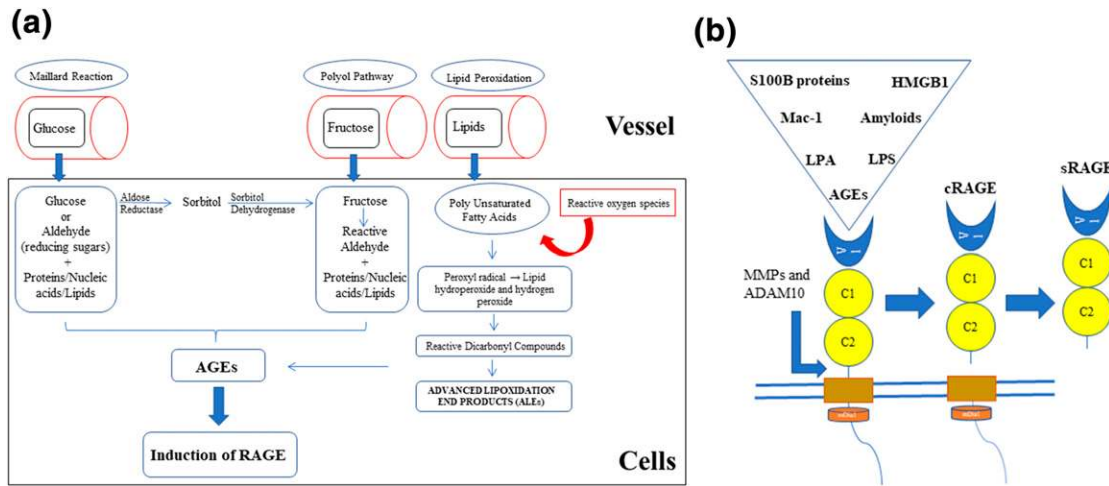 (a)
Maillard Reaction
Polyol Pathway
Lipid Peroxidation
Glucose
Fructose
Lipids
Vessel
Glucose
or
Aldehyde
(reducing sugars)
+
Proteins/Nucleic
acids/Lipids
Aldose
Reductase
Sorbitol
Sorbitol
Dehydrogenase
Fructose
Reactive
Aldehyde
+
Proteins/Nucleic
acids/Lipids
Poly Unsaturated
Fatty Acids
Reactive oxygen species
Peroxyl radical → Lipid
hydroperoxide and hydrogen
peroxide
Reactive Dicarbonyl Compounds
ADVANCED LIPOXIDATION
END PRODUCTS (ALEs)
AGEs
Induction of RAGE
Cells
(b)
S100B proteins
HMGB1
Mac-1
Amyloids
LPA
LPS
AGEs
cRAGE
sRAGE
V 1
V 1
V 1
MMPs and
ADAM10
C1
C2
C1
C2
C1
C2